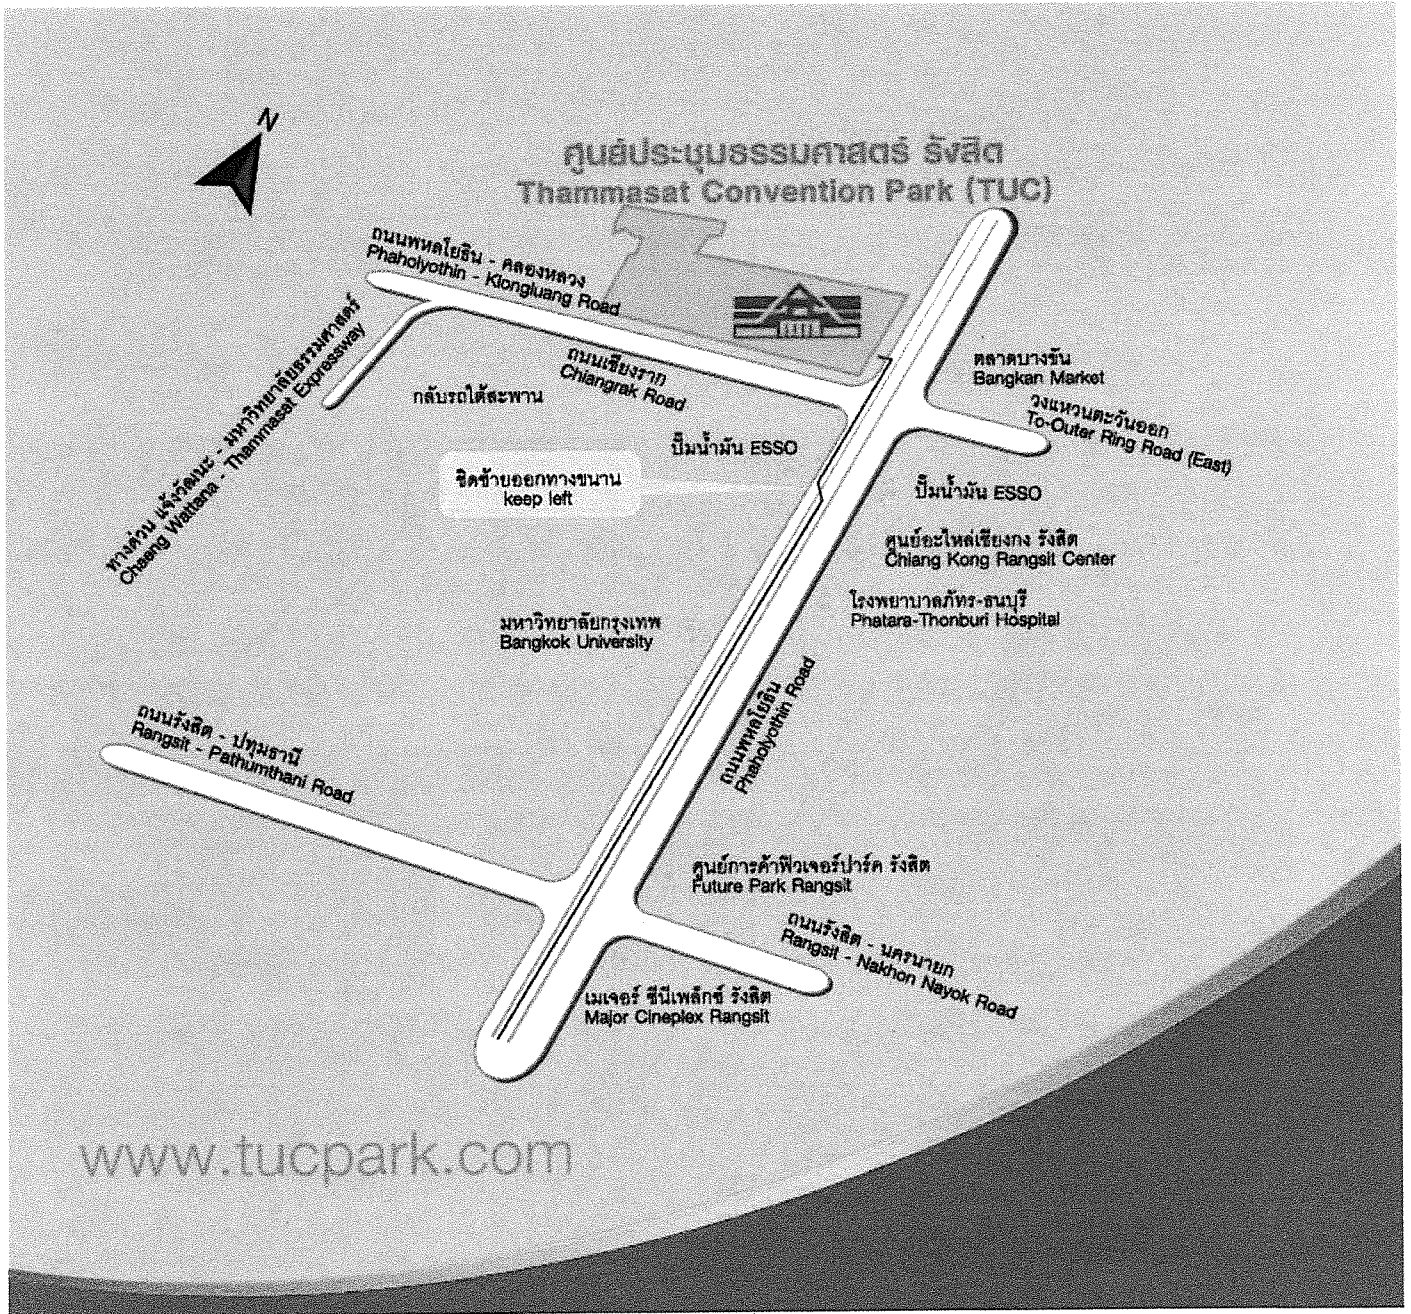 N
ศูนย์ประชุมธรรมศาสตร์ รังสิต
Thammasat Convention Park (TUC)
ถนนพหลโยธิน - คลองหลวง
Phaholyothin - Klongluang Road
ทางด่วน แจ้งวัฒนะ - มหาวิทยาลัยธรรมศาสตร์
Chaeng Wattana - Thammasat Expressway
ถนนเชียงราก
Chiangrak Road
กลับรถใต้สะพาน
ตลาดบางขัน
Bangkan Market
วงแหวนตะวันออก
To-Outer Ring Road (East)
ปั๊มน้ำมัน ESSO
ชิดซ้ายออกทางขนาน
keep left
ปั๊มน้ำมัน ESSO
ศูนย์อะไหล่เชียงกง รังสิต
Chiang Kong Rangsit Center
โรงพยาบาลภัทร-ธนบุรี
Phatara-Thonburi Hospital
มหาวิทยาลัยกรุงเทพ
Bangkok University
ถนนพหลโยธิน
Phaholyothin Road
ถนนรังสิต - ปทุมธานี
Rangsit - Pathumthani Road
ศูนย์การค้าฟิวเจอร์ปาร์ค รังสิต
Future Park Rangsit
ถนนรังสิต - นครนายก
Rangsit - Nakhon Nayok Road
เมเจอร์ ซีนีเพล็กซ์ รังสิต
Major Cineplex Rangsit
www.tucpark.com